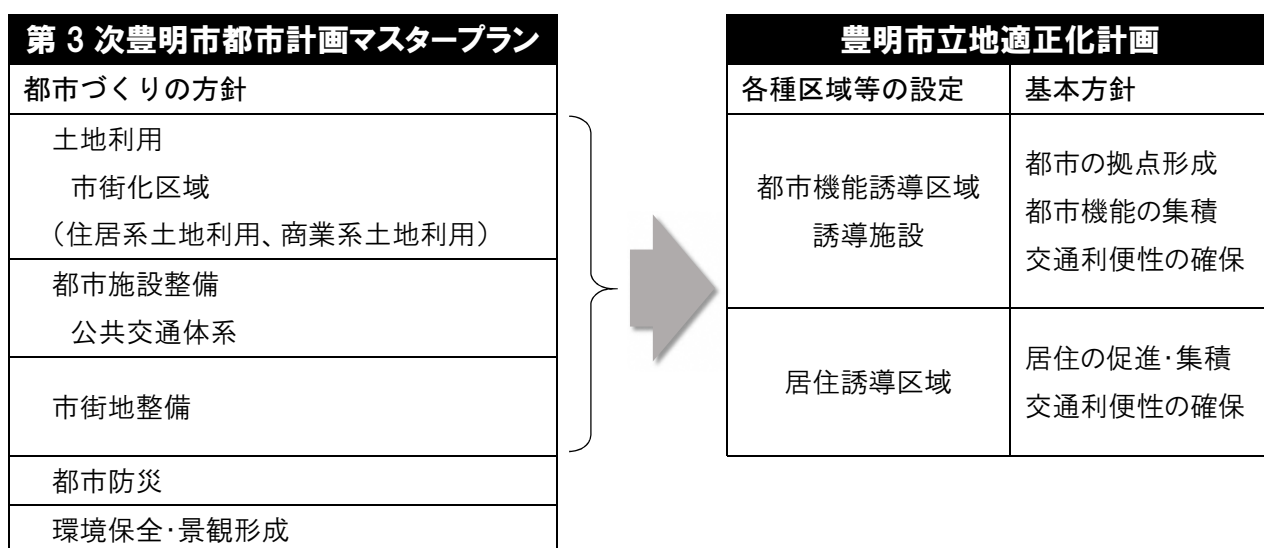 第 3 次豊明市都市計画マスタープラン
都市づくりの方針
土地利用
市街化区域
（住居系土地利用、商業系土地利用）
都市施設整備
公共交通体系
市街地整備
都市防災
環境保全・景観形成
豊明市立地適正化計画
各種区域等の設定
基本方針
都市機能誘導区域
誘導施設
都市の拠点形成
都市機能の集積
交通利便性の確保
居住誘導区域
居住の促進・集積
交通利便性の確保